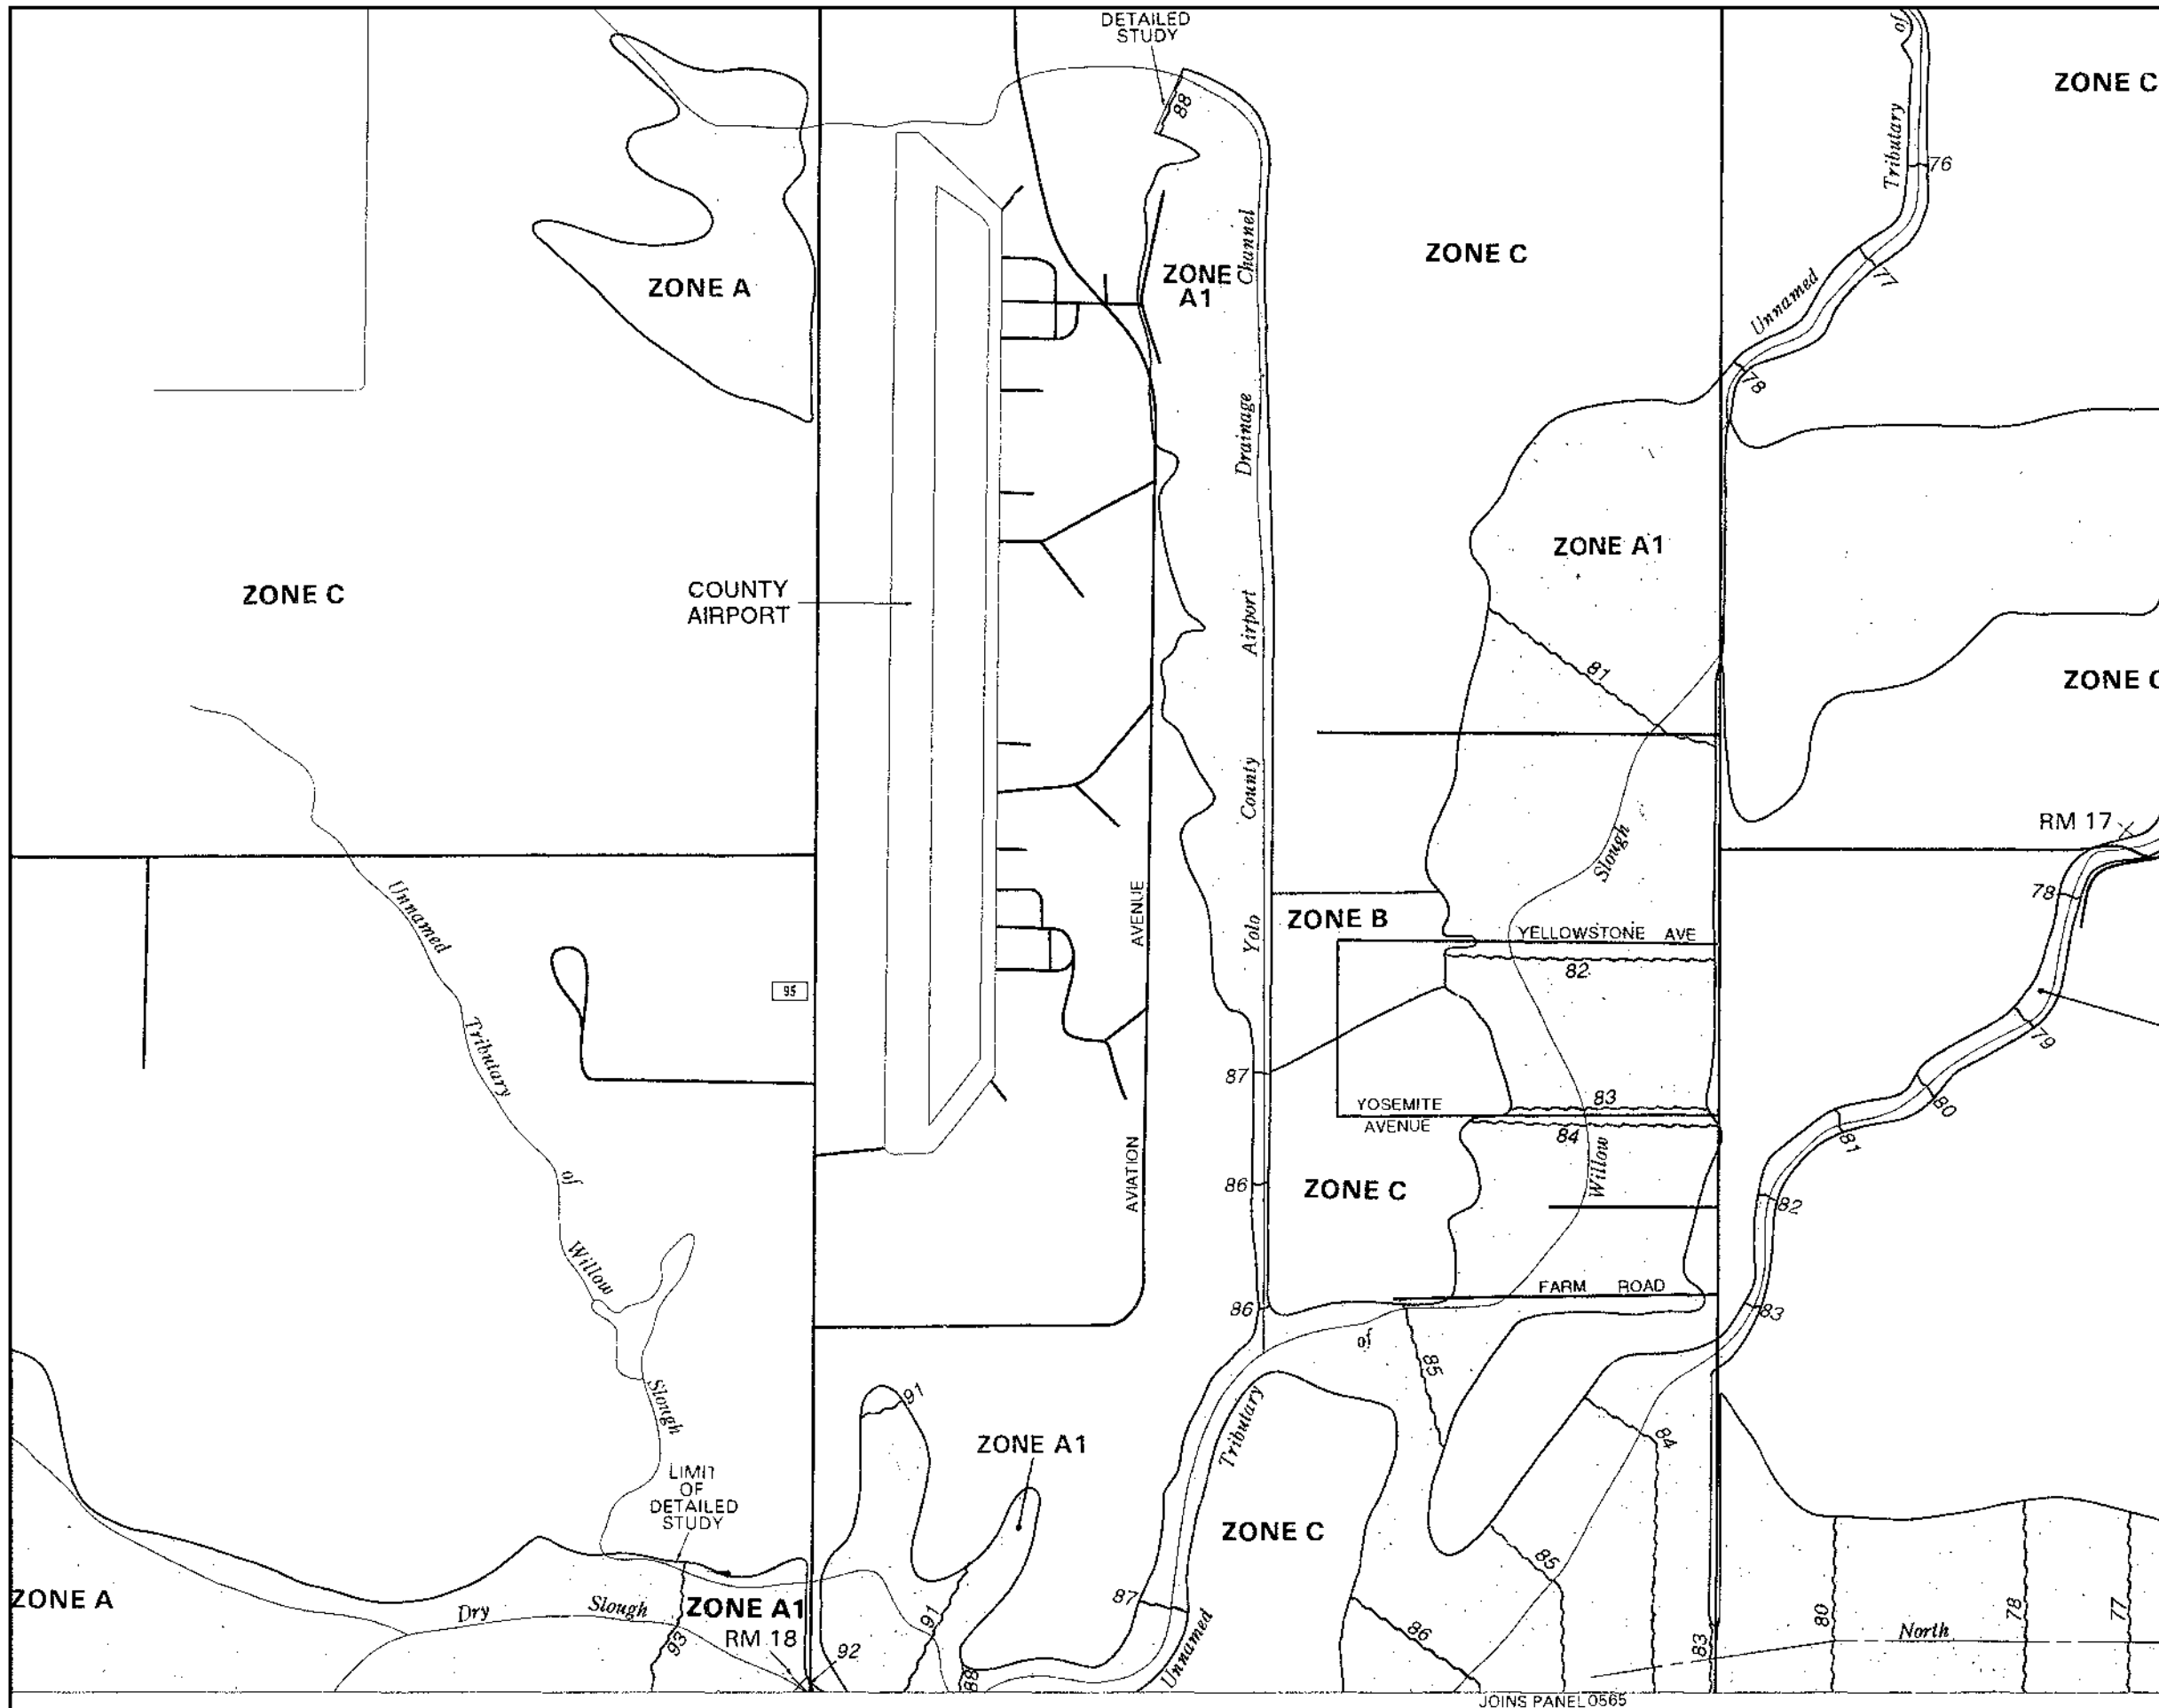 DETAILED
STUDY
of
ZONE C
88
Tributary
76
ZONE C
Channel
ZONE
A1
ZONE A
77
Unnamed
78
Drainage
ZONE A1
COUNTY
AIRPORT
ZONE C
Airport
81
ZONE C
County
RM 17
Slough
Unnamed
AVENUE
78
ZONE B
Yolo
YELLOWSTONE AVE
82
95
Tributary
79
87
83
YOSEMITE
AVENUE
84
80
81
AVIATION
Willow
of
86
ZONE C
82
Willow
FARM ROAD
86
83
of
85
Slough
91
Tributary
ZONE A1
84
LIMIT
OF
DETAILED
STUDY
ZONE C
85
ZONE A
Dry Slough
ZONE A1
87
91
80
78
77
RM 18
93
92
86
North
83
88
Unnamed
JOINS PANEL 0565